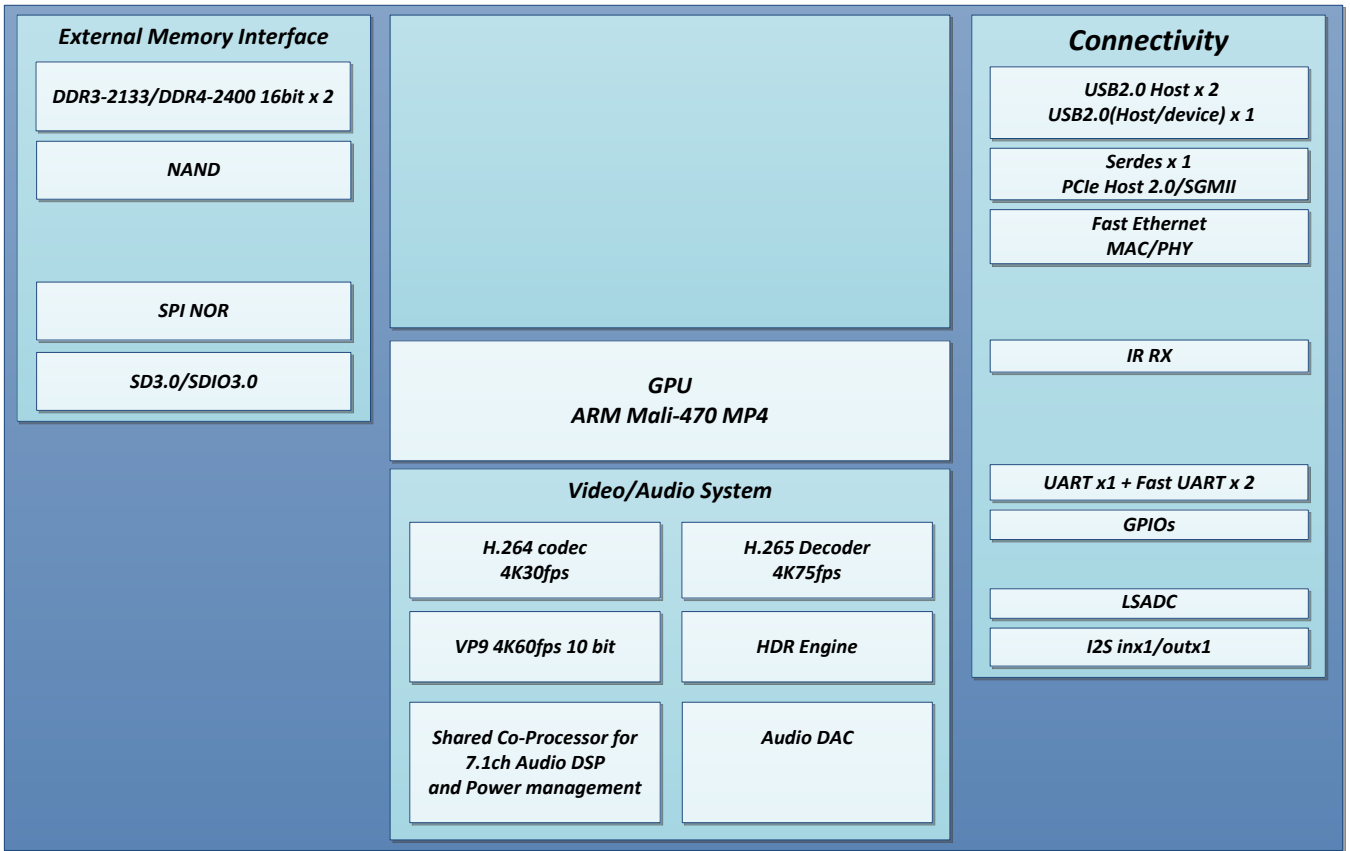 External Memory Interface
DDR3-2133/DDR4-2400 16bit x 2
NAND
SPI NOR
SD3.0/SDIO3.0
GPU
ARM Mali-470 MP4
Video/Audio System
H.264 codec
4K30fps
H.265 Decoder
4K75fps
VP9 4K60fps 10 bit
HDR Engine
Shared Co-Processor for
7.1ch Audio DSP
and Power management
Audio DAC
Connectivity
USB2.0 Host x 2
USB2.0(Host/device) x 1
Serdes x 1
PCIe Host 2.0/SGMII
Fast Ethernet
MAC/PHY
IR RX
UART x1 + Fast UART x 2
GPIOs
LSADC
I2S inx1/outx1